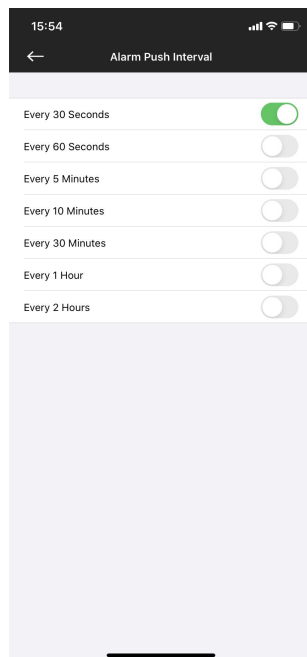 15:54
Alarm Push Interval
Every 30 Seconds
Every 60 Seconds
Every 5 Minutes
Every 10 Minutes
Every 30 Minutes
Every 1 Hour
Every 2 Hours